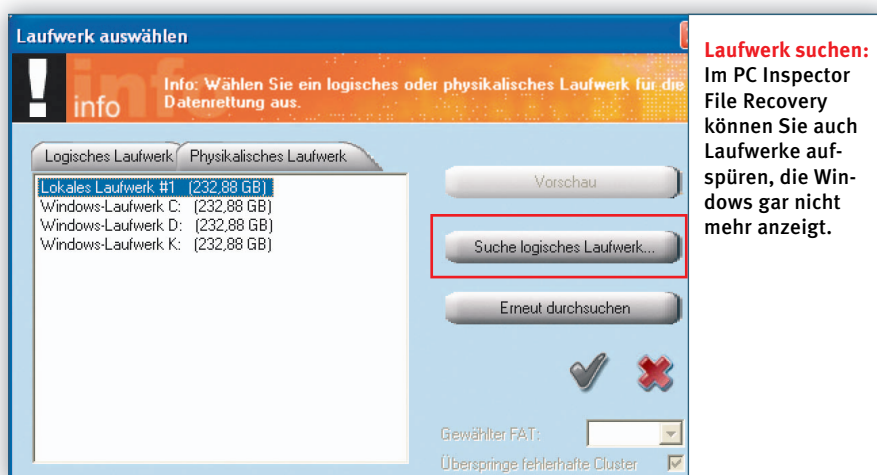 Laufwerk auswählen
info
Info: Wählen Sie ein logisches oder physikalisches Laufwerk für die
Datenrettung aus.
Logisches Laufwerk
Physikalisches Laufwerk
Lokales Laufwerk #1 (232,88 GB)
Windows-Laufwerk C: (232,88 GB)
Windows-Laufwerk D: (232,88 GB)
Windows-Laufwerk K: (232,88 GB)
Vorschau
Suche logisches Laufwerk...
Erneut durchsuchen
Gewählter FAT:
Überspringe fehlerhafte Cluster
Laufwerk suchen:
Im PC Inspector
File Recovery
können Sie auch
Laufwerke auf-
spüren, die Win-
dows gar nicht
mehr anzeigt.